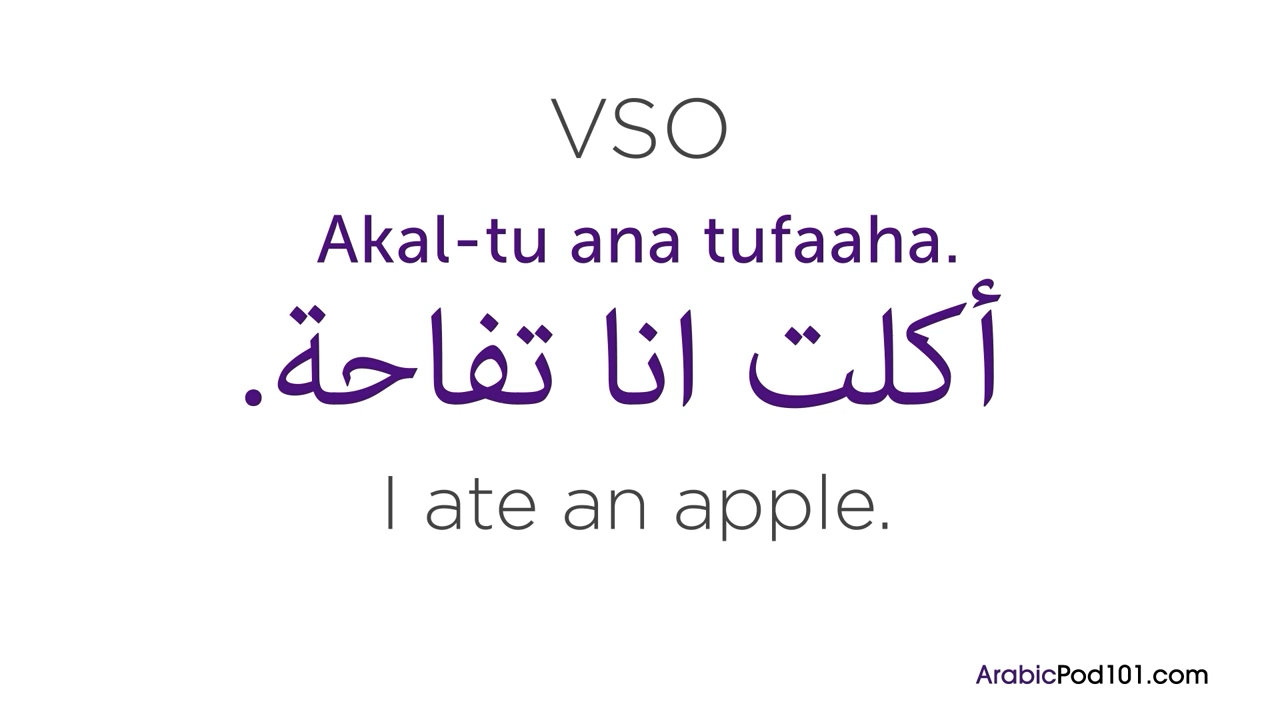 VSO
Akal-tu ana tufaaha.
أكلت انا تفاحة.
I ate an apple.
ArabicPod101.com